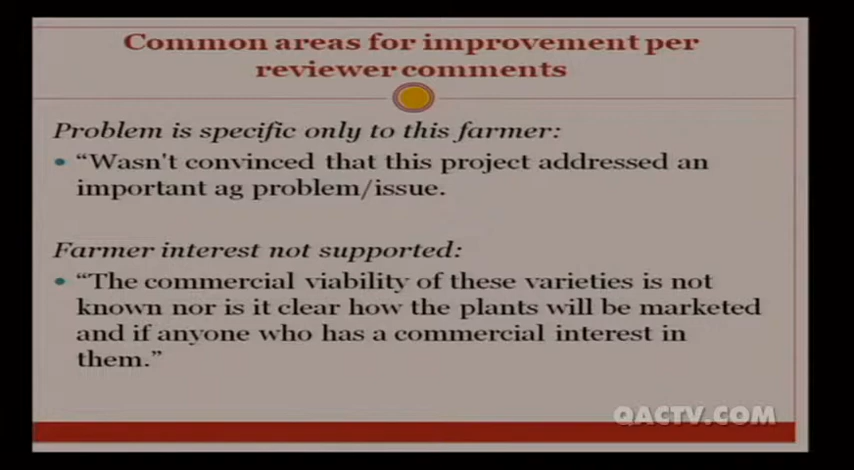 Common areas for improvement per
reviewer comments
Problem is specific only to this farmer:
• “Wasn't convinced that this project addressed an
important ag problem/issue.
Farmer interest not supported:
• “The commercial viability of these varieties is not
known nor is it clear how the plants will be marketed
and if anyone who has a commercial interest in
them.”
QACTV.COM